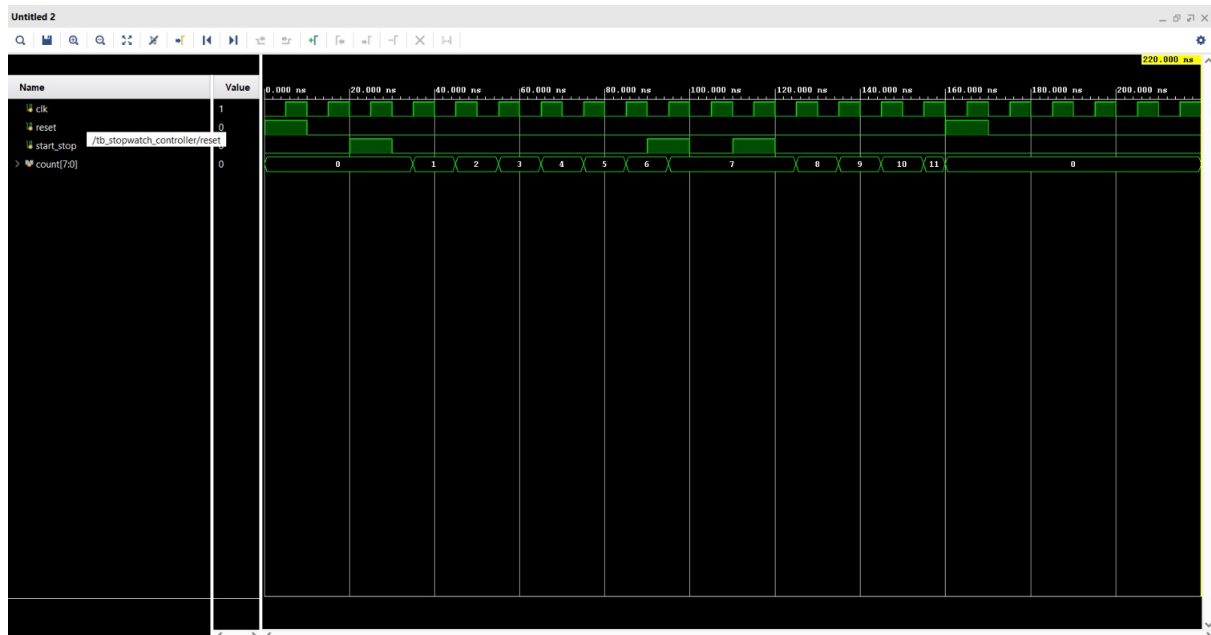 Untitled 2
220.000 ns
Name Value
0.000 ns 20.000 ns 40.000 ns 60.000 ns 80.000 ns 100.000 ns 120.000 ns 140.000 ns 160.000 ns 180.000 ns 200.000 ns
clk 1
reset 0
/tb_stopwatch_controller/reset
start_stop
count[7:0] 0 0 1 2 3 4 5 6 7 8 9 10 11 0